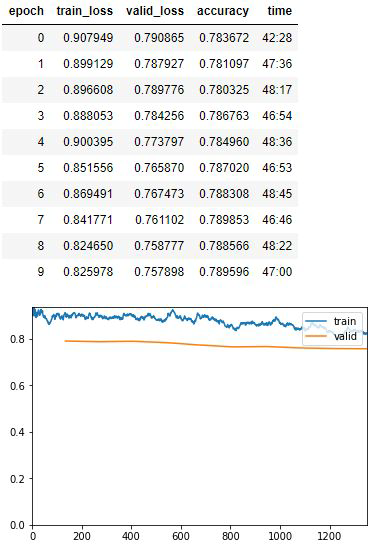 epoch train_loss valid_loss accuracy time
0 0.907949 0.790865 0.783672 42:28
1 0.899129 0.787927 0.781097 47:36
2 0.896608 0.789776 0.780325 48:17
3 0.888053 0.784256 0.786763 46:54
4 0.900395 0.773797 0.784960 48:36
5 0.851556 0.765870 0.787020 46:53
6 0.869491 0.767473 0.788308 48:45
7 0.841771 0.761102 0.789853 46:46
8 0.824650 0.758777 0.788566 48:22
9 0.825978 0.757898 0.789596 47:00
train
valid
0.8
0.6
0.4
0.2
0.0
0 200 400 600 800 1000 1200